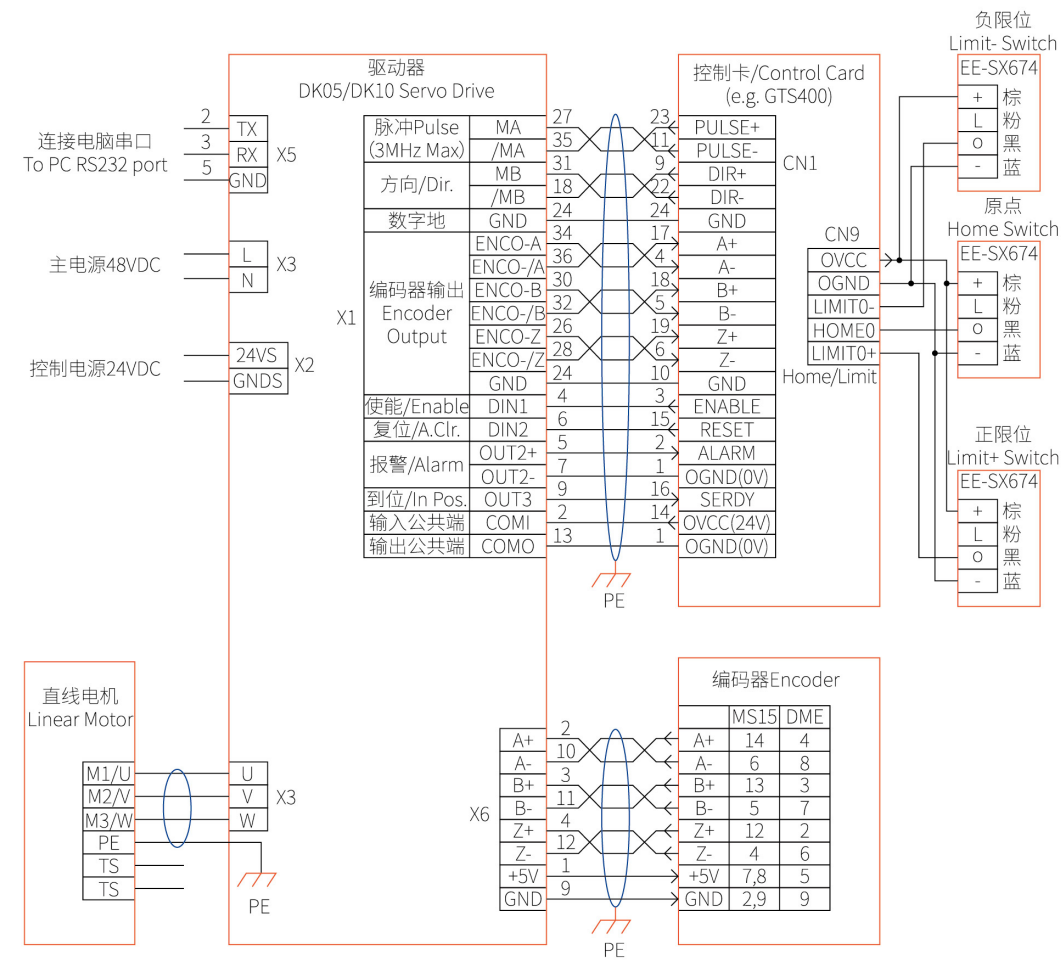 负限位
Limit- Switch
EE-SX674
+ 棕
L 粉
O 黑
- 蓝
原点
Home Switch
EE-SX674
+ 棕
L 粉
O 黑
- 蓝
正限位
Limit+ Switch
EE-SX674
+ 棕
L 粉
O 黑
- 蓝
驱动器
DK05/DK10 Servo Drive
连接电脑串口
To PC RS232 port
2 TX
3 RX
5 GND
X5
主电源48VDC
L
N
X3
控制电源24VDC
24VS
GNDS
X2
X1
脉冲Pulse
(3MHz Max)
MA 27
/MA 35
方向/Dir.
MB 31
/MB 18
数字地 GND 24
编码器输出
Encoder
Output
ENCO-A 34
ENCO-/A 36
ENCO-B 30
ENCO-/B 32
ENCO-Z 26
ENCO-/Z 28
GND 24
使能/Enable DIN1 4
复位/A.Clr. DIN2 6
报警/Alarm
OUT2+ 5
OUT2- 7
到位/In Pos. OUT3 9
输入公共端 COMI 2
输出公共端 COMO 13
PE
控制卡/Control Card
(e.g. GTS400)
CN1
23 PULSE+
11 PULSE-
9 DIR+
22 DIR-
24 GND
17 A+
4 A-
18 B+
5 B-
19 Z+
6 Z-
10 GND
3 ENABLE
15 RESET
2 ALARM
1 OGND(0V)
16 SERDY
14 OVCC(24V)
1 OGND(0V)
CN9
OVCC
OGND
LIMIT0-
HOME0
LIMIT0+
Home/Limit
直线电机
Linear Motor
M1/U
M2/V
M3/W
PE
TS
TS
U
V
W
X3
PE
X6
A+ 2
A- 10
B+ 3
B- 11
Z+ 4
Z- 12
+5V 1
GND 9
PE
编码器Encoder
MS15 DME
A+ 14 4
A- 6 8
B+ 13 3
B- 5 7
Z+ 12 2
Z- 4 6
+5V 7,8 5
GND 2,9 9